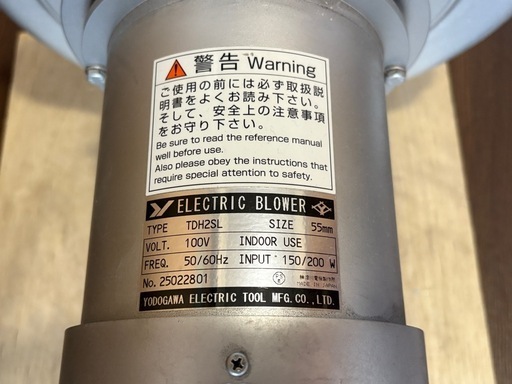 警告 Warning
ご使用の前には必ず取扱説
明書をよくお読み下さい。
そして、安全上の注意事項
をお守り下さい。
Be sure to read the reference manual
well before use.
Also please obey the instructions that
require special attention to safety.
ELECTRIC BLOWER
TYPE TDH2SL SIZE 55mm
VOLT. 100V INDOOR USE
FREQ. 50/60Hz INPUT 150/200 W
No. 25022801
MADE IN JAPAN
YODOGAWA ELECTRIC TOOL MFG.CO.,LTD.